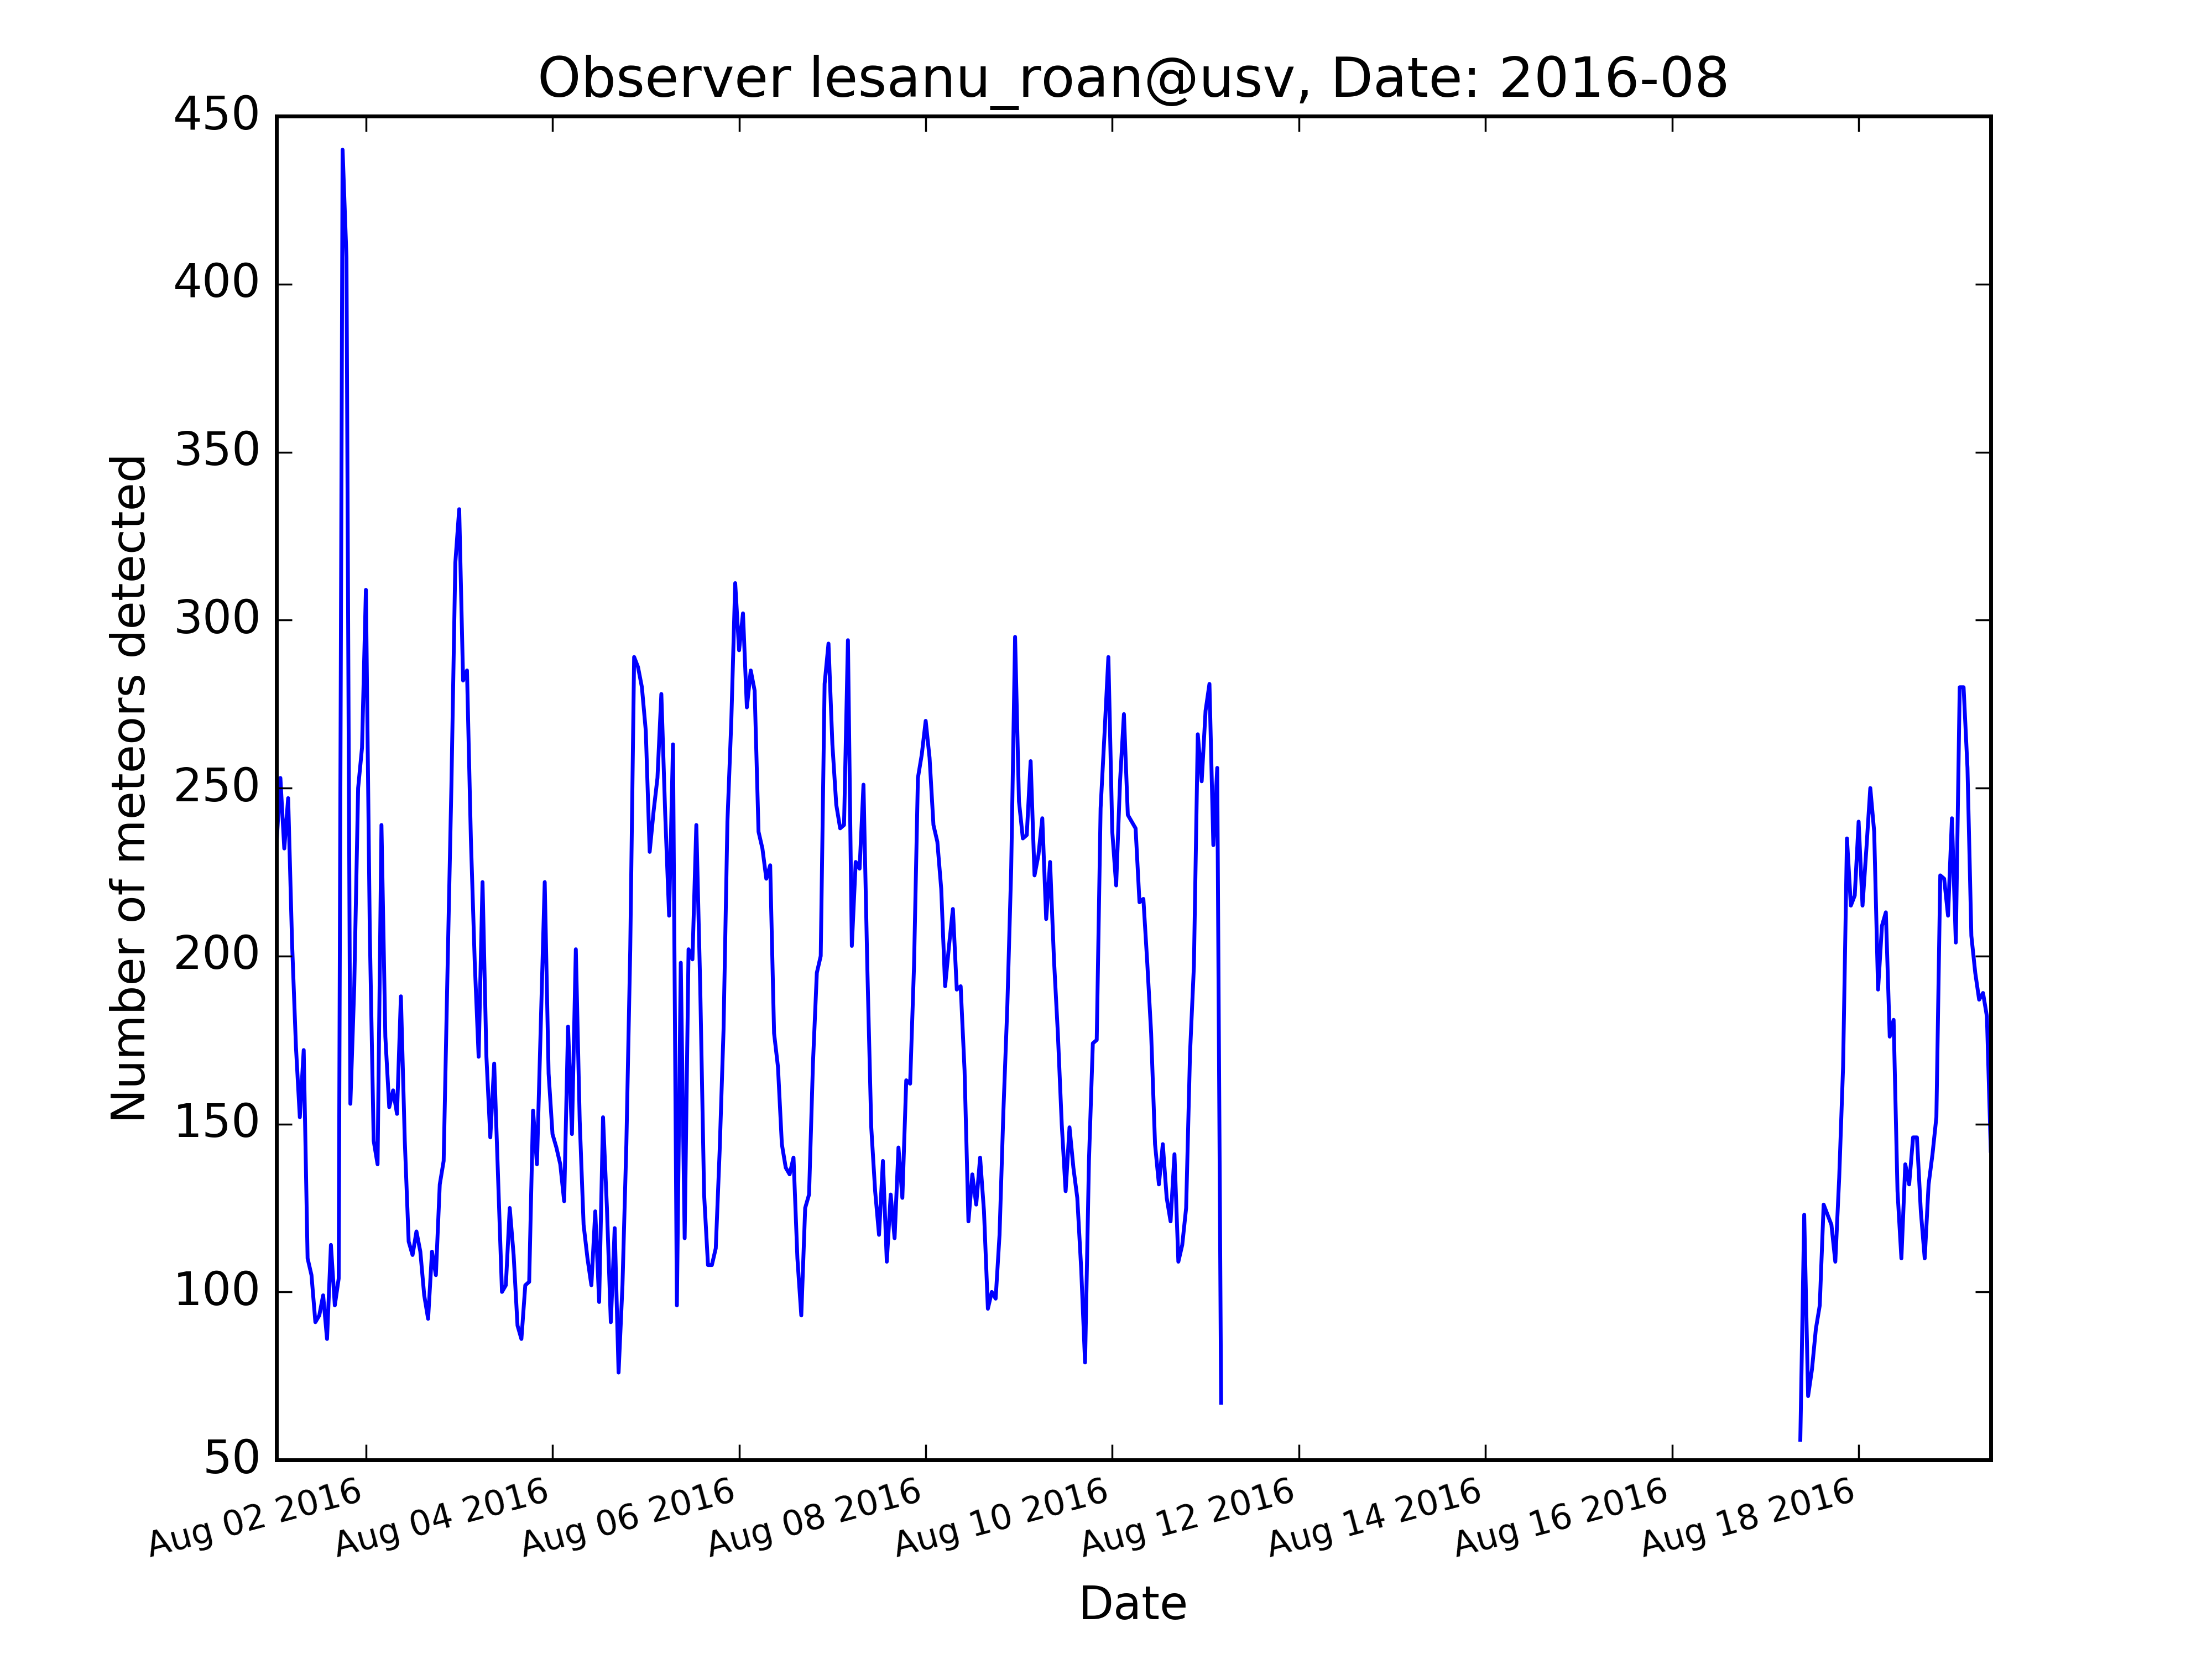 Observer lesanu_roan@usv, Date: 2016-08
450
400
350
300
250
200
150
100
50
Number of meteors detected
Aug 02 2016
Aug 04 2016
Aug 06 2016
Aug 08 2016
Aug 10 2016
Aug 12 2016
Aug 14 2016
Aug 16 2016
Aug 18 2016
Date